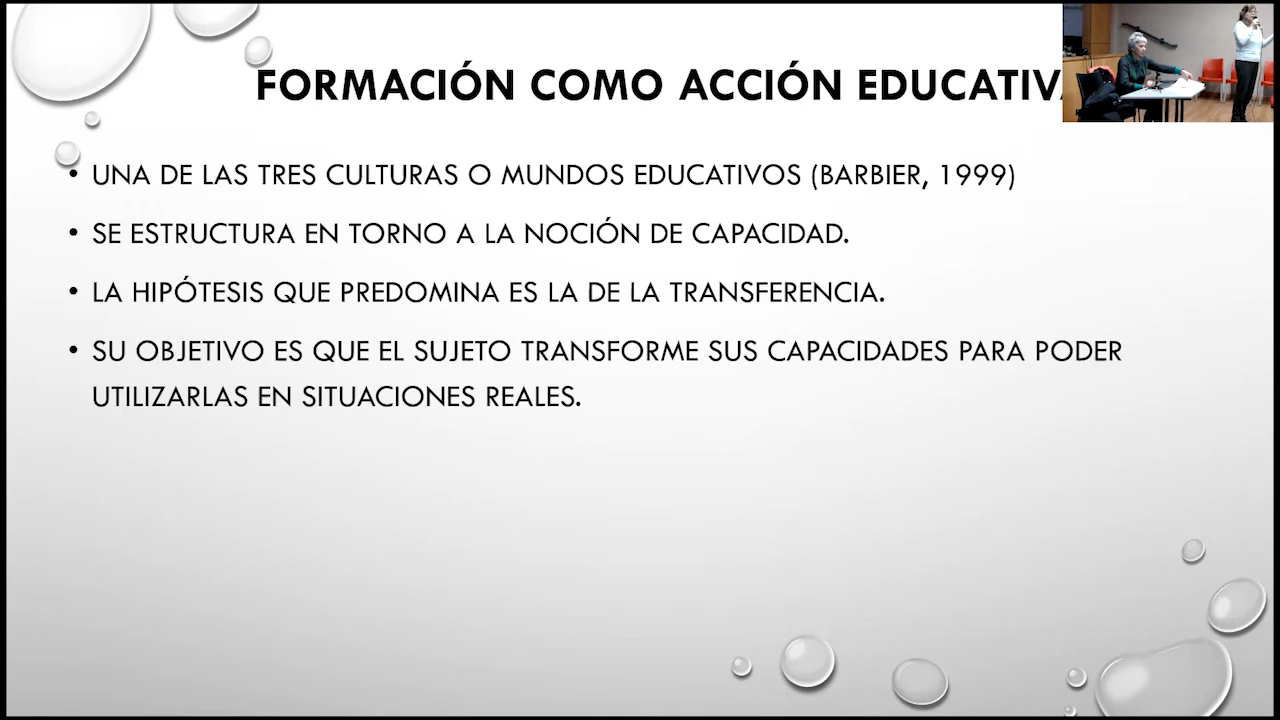 FORMACIÓN COMO ACCIÓN EDUCATIV
• UNA DE LAS TRES CULTURAS O MUNDOS EDUCATIVOS (BARBIER, 1999)
• SE ESTRUCTURA EN TORNO A LA NOCIÓN DE CAPACIDAD.
• LA HIPÓTESIS QUE PREDOMINA ES LA DE LA TRANSFERENCIA.
• SU OBJETIVO ES QUE EL SUJETO TRANSFORME SUS CAPACIDADES PARA PODER
UTILIZARLAS EN SITUACIONES REALES.